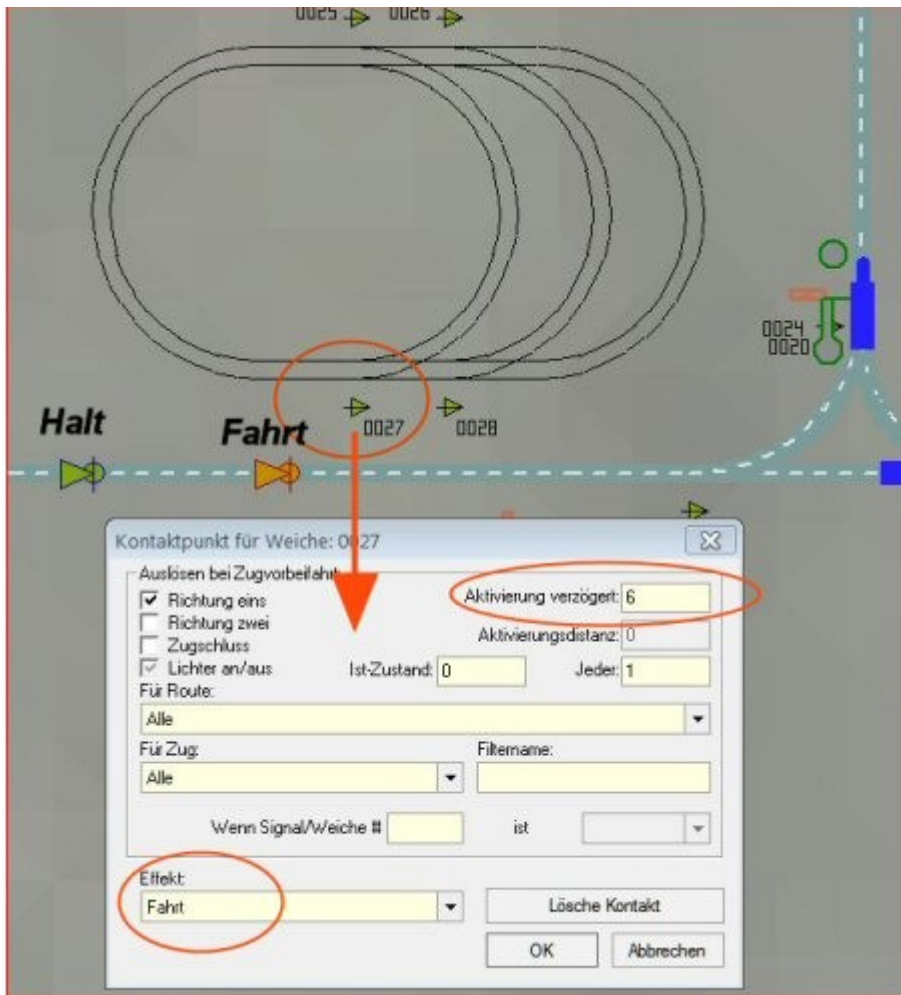 0025 0026
0024
0020
Halt Fahrt 0027 0028
Kontaktpunkt für Weiche: 0027
Auslösen bei Zugvorbeifahrt:
Richtung eins
Richtung zwei
Zugschluss
Lichter an/aus
Aktivierung verzögert: 6
Aktivierungsdistanz: 0
Ist-Zustand: 0 Jeder: 1
Für Route:
Alle
Für Zug: Filtername:
Alle
Wenn Signal/Weiche # ist
Effekt:
Fahrt Lösche Kontakt
OK Abbrechen